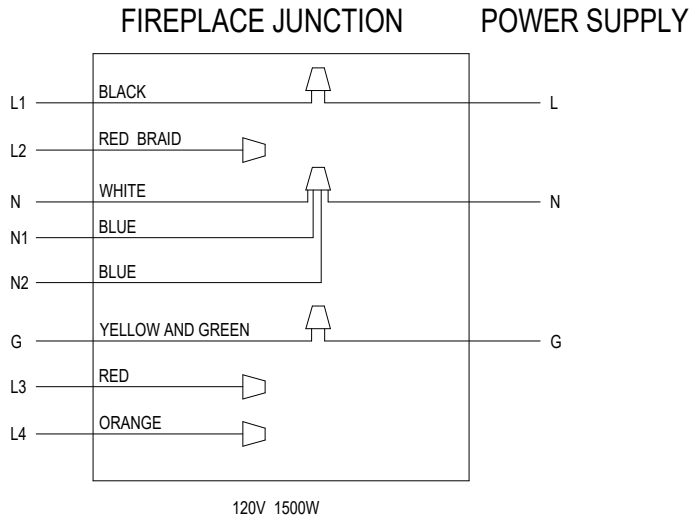 FIREPLACE JUNCTION POWER SUPPLY
L1 BLACK L
L2 RED BRAID
N WHITE N
N1 BLUE
N2 BLUE
G YELLOW AND GREEN G
L3 RED
L4 ORANGE
120V 1500W